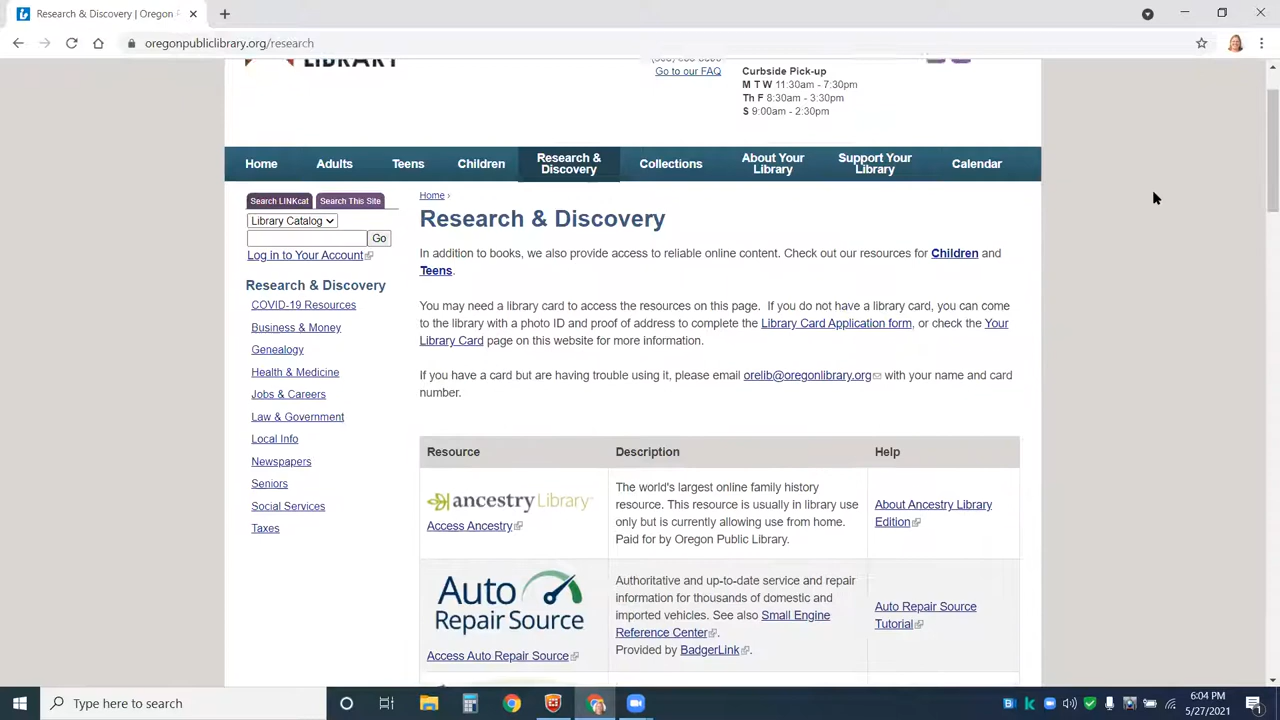 Research & Discovery | Oregon
oregonpubliclibrary.org/research
LIBRARY
Go to our FAQ
Curbside Pick-up
M T W 11:30am - 7:30pm
Th F 8:30am - 3:30pm
S 9:00am - 2:30pm
Home Adults Teens Children Research & Discovery Collections About Your Library Support Your Library Calendar
Search LINKcat Search This Site
Library Catalog
Go
Log in to Your Account
Research & Discovery
COVID-19 Resources
Business & Money
Genealogy
Health & Medicine
Jobs & Careers
Law & Government
Local Info
Newspapers
Seniors
Social Services
Taxes
Home ›
Research & Discovery
In addition to books, we also provide access to reliable online content. Check out our resources for Children and
Teens.
You may need a library card to access the resources on this page. If you do not have a library card, you can come
to the library with a photo ID and proof of address to complete the Library Card Application form, or check the Your
Library Card page on this website for more information.
If you have a card but are having trouble using it, please email orelib@oregonlibrary.org with your name and card
number.
Resource Description Help
ancestryLibrary
Access Ancestry
The world's largest online family history
resource. This resource is usually in library use
only but is currently allowing use from home.
Paid for by Oregon Public Library.
About Ancestry Library
Edition
Auto
Repair Source
Access Auto Repair Source
Authoritative and up-to-date service and repair
information for thousands of domestic and
imported vehicles. See also Small Engine
Reference Center.
Provided by BadgerLink.
Auto Repair Source
Tutorial
Type here to search
6:04 PM
5/27/2021